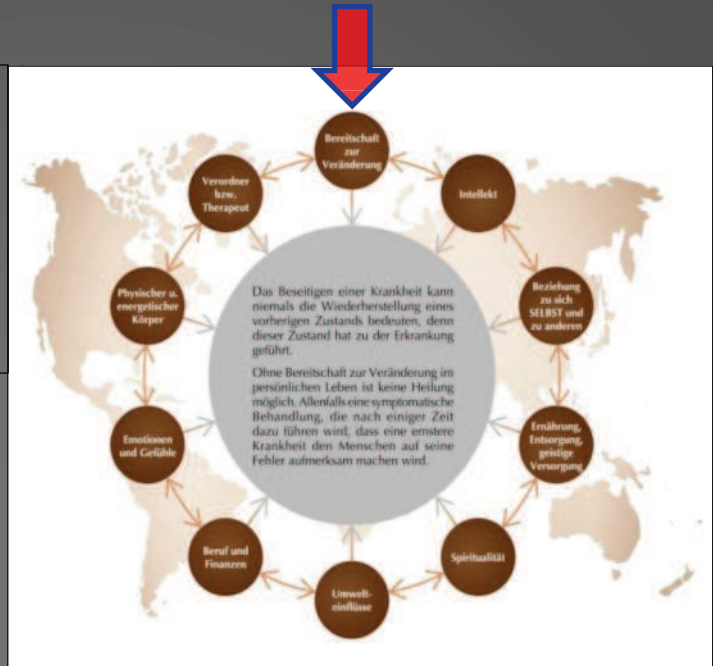 Bereitschaft
zur
Veränderung
Intellekt
Beziehung
zu sich
SELBST und
zu anderen
Ernährung,
Entsorgung,
geistige
Versorgung
Spiritualität
Umwelt-
einflüsse
Beruf und
Finanzen
Emotionen
und Gefühle
Physischer u.
energetischer
Körper
Verordner
bzw.
Therapeut
Das Beseitigen einer Krankheit kann
niemals die Wiederherstellung eines
vorherigen Zustands bedeuten, denn
dieser Zustand hat zu der Erkrankung
geführt.
Ohne Bereitschaft zur Veränderung im
persönlichen Leben ist keine Heilung
möglich. Allenfalls eine symptomatische
Behandlung, die nach einiger Zeit
dazu führen wird, dass eine ernstere
Krankheit den Menschen auf seine
Fehler aufmerksam machen wird.